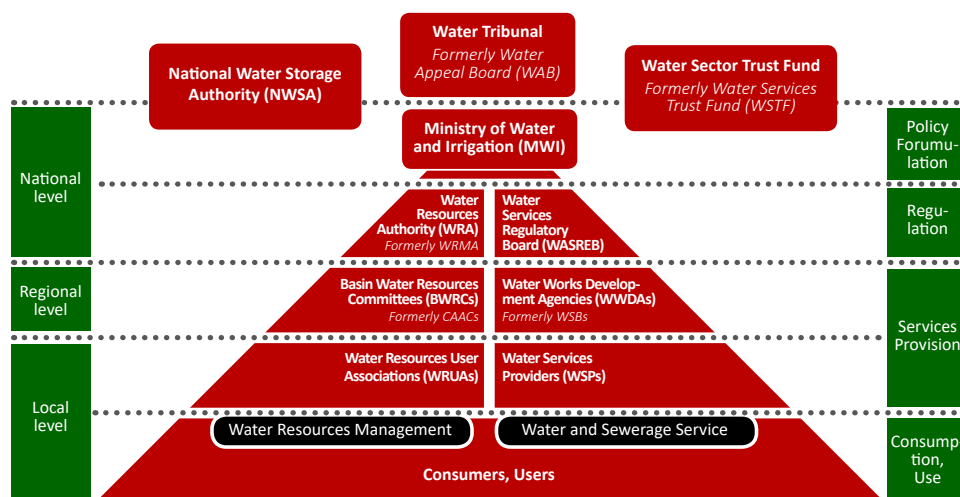 Water Tribunal
Formerly Water
Appeal Board (WAB)
National Water Storage
Authority (NWSA)
Water Sector Trust Fund
Formerly Water Services
Trust Fund (WSTF)
Ministry of Water
and Irrigation (MWI)
National
level
Policy
Forumu-
lation
Water
Resources
Authority (WRA)
Formerly WRMA
Water
Services
Regulatory
Board (WASREB)
Regu-
lation
Regional
level
Basin Water Resources
Committees (BWRCs)
Formerly CAACs
Water Works Develop-
ment Agencies (WWDAs)
Formerly WSBs
Services
Provision
Local
level
Water Resources User
Associations (WRUAs)
Water Services
Providers (WSPs)
Water Resources Management
Water and Sewerage Service
Consumers, Users
Consump-
tion,
Use